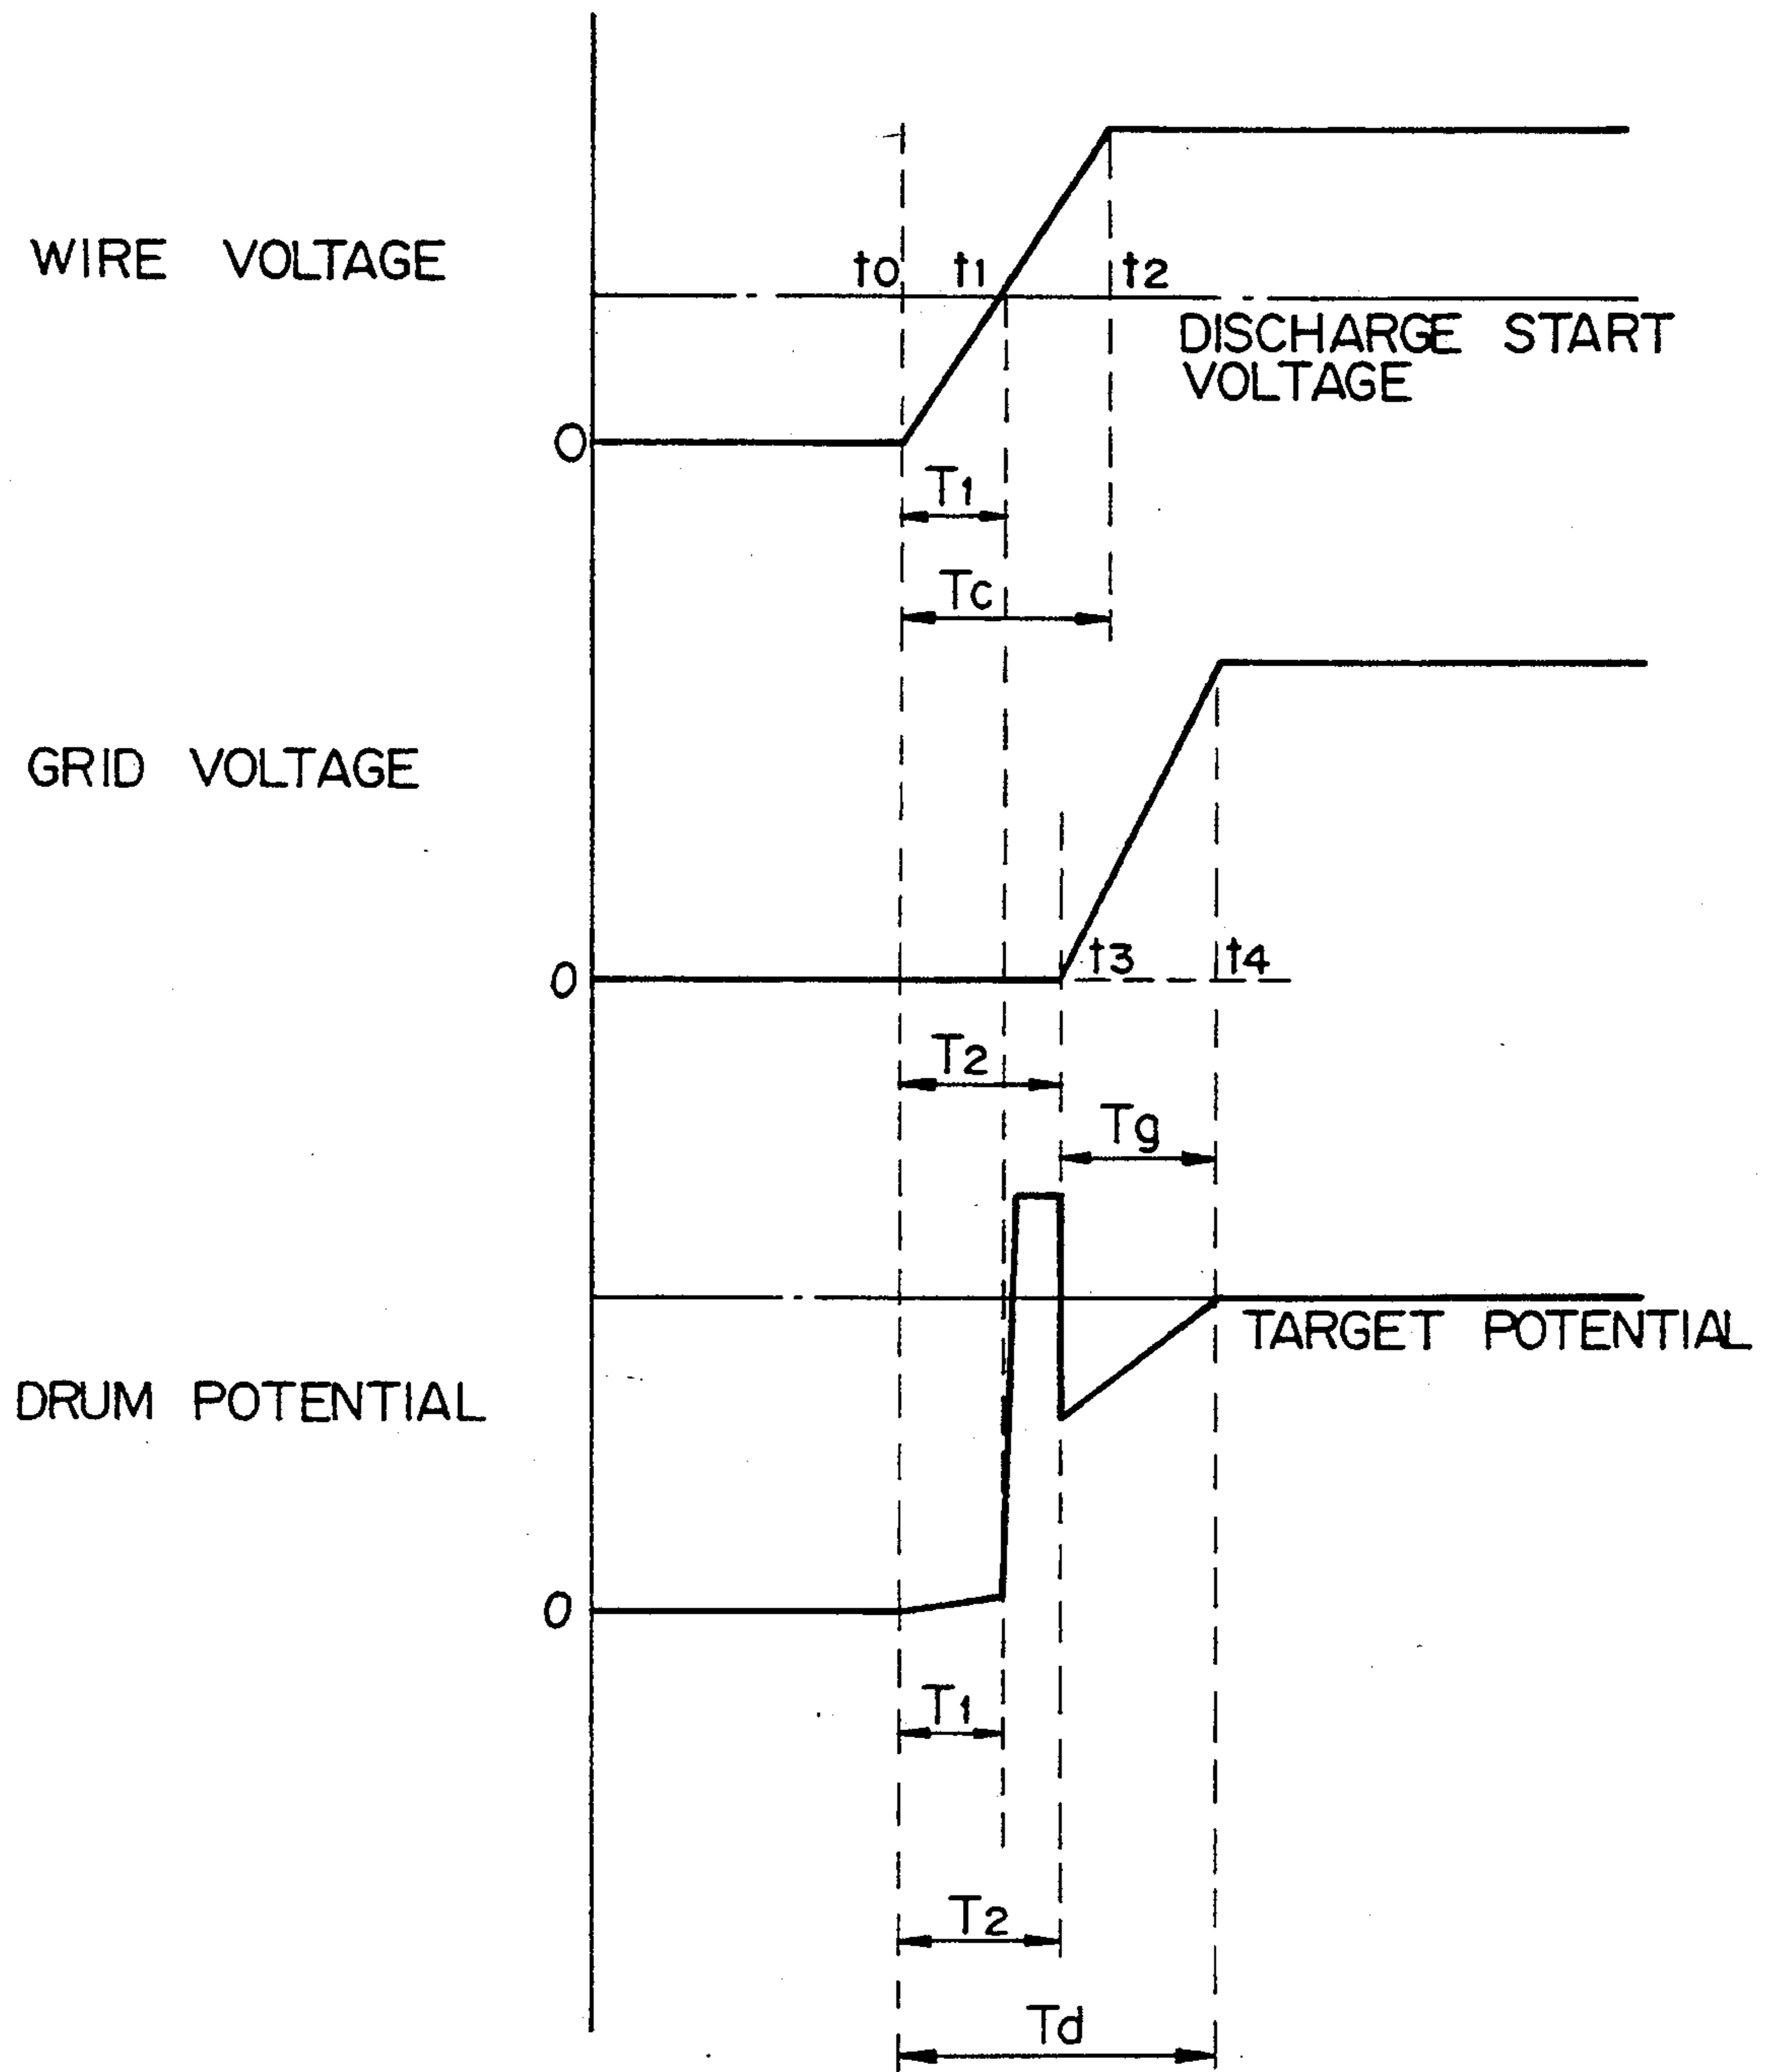 WIRE VOLTAGE
t0 t1 t2
DISCHARGE START
VOLTAGE
0
T1
Tc
GRID VOLTAGE
t3 t4
0
T2
Tg
TARGET POTENTIAL
DRUM POTENTIAL
0
T1
T2
Td